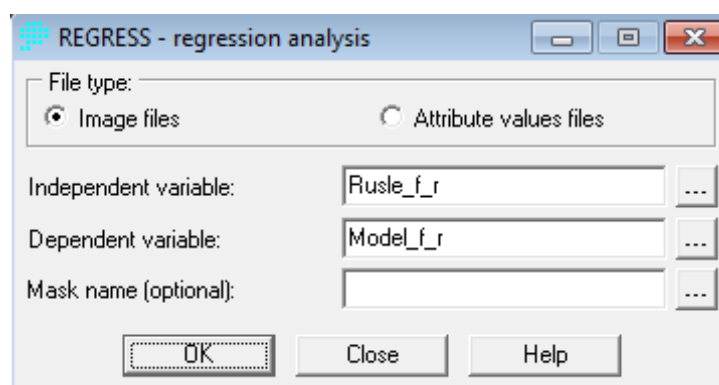 REGRESS - regression analysis
File type:
Image files Attribute values files
Independent variable: Rusle_f_r ...
Dependent variable: Model_f_r ...
Mask name (optional): ...
OK Close Help